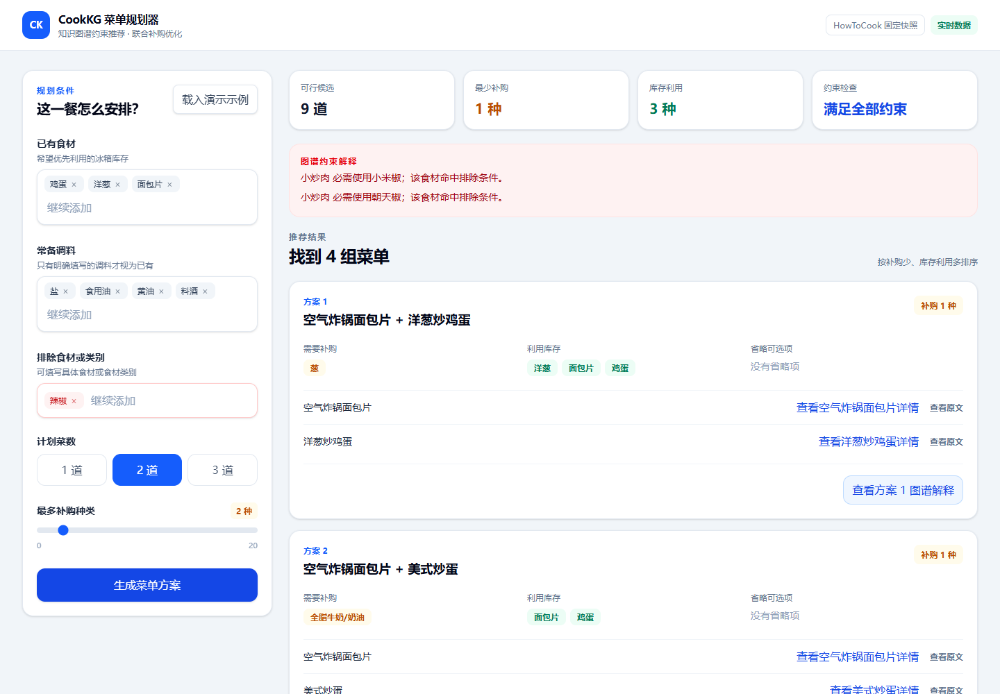 CK
CookKG 菜单规划器
知识图谱约束推荐 · 联合补购优化
HowToCook 固定快照
实时数据
规划条件
这一餐怎么安排？
载入演示示例
已有食材
希望优先利用的冰箱库存
鸡蛋 × 洋葱 × 面包片 ×
继续添加
常备调料
只有明确填写的调料才视为已有
盐 × 食用油 × 黄油 × 料酒 ×
继续添加
排除食材或类别
可填写具体食材或食材类别
辣椒 × 继续添加
计划菜数
1 道 2 道 3 道
最多补购种类 2 种
0 20
生成菜单方案
可行候选
9 道
最少补购
1 种
库存利用
3 种
约束检查
满足全部约束
图谱约束解释
小炒肉 必需使用小米椒；该食材命中排除条件。
小炒肉 必需使用朝天椒；该食材命中排除条件。
推荐结果
找到 4 组菜单
按补购少、库存利用多排序
方案 1
空气炸锅面包片 + 洋葱炒鸡蛋
补购 1 种
需要补购 利用库存 省略可选项
葱 洋葱 面包片 鸡蛋 没有省略项
空气炸锅面包片 查看空气炸锅面包片详情 查看原文
洋葱炒鸡蛋 查看洋葱炒鸡蛋详情 查看原文
查看方案 1 图谱解释
方案 2
空气炸锅面包片 + 美式炒蛋
补购 1 种
需要补购 利用库存 省略可选项
全脂牛奶/奶油 面包片 鸡蛋 没有省略项
空气炸锅面包片 查看空气炸锅面包片详情 查看原文
美式炒蛋 查看美式炒蛋详情 查看原文